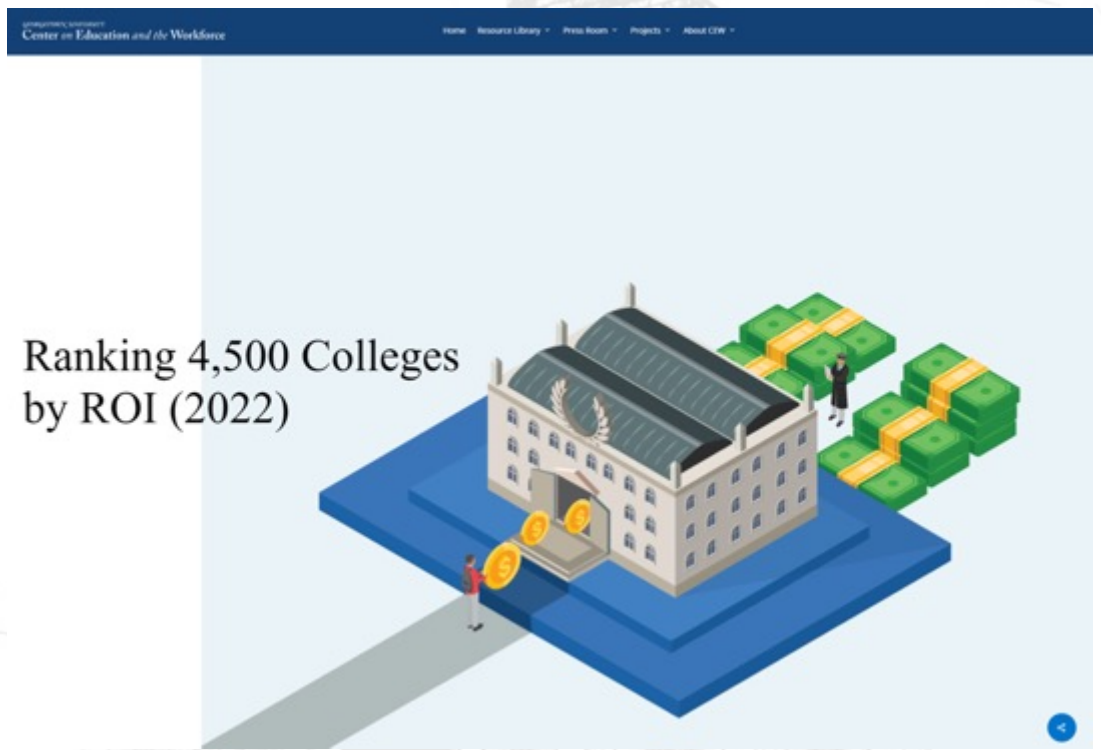 Georgetown University
Center on Education and the Workforce
Home Resource Library Press Room Projects About CEW
Ranking 4,500 Colleges
by ROI (2022)
$
$
$